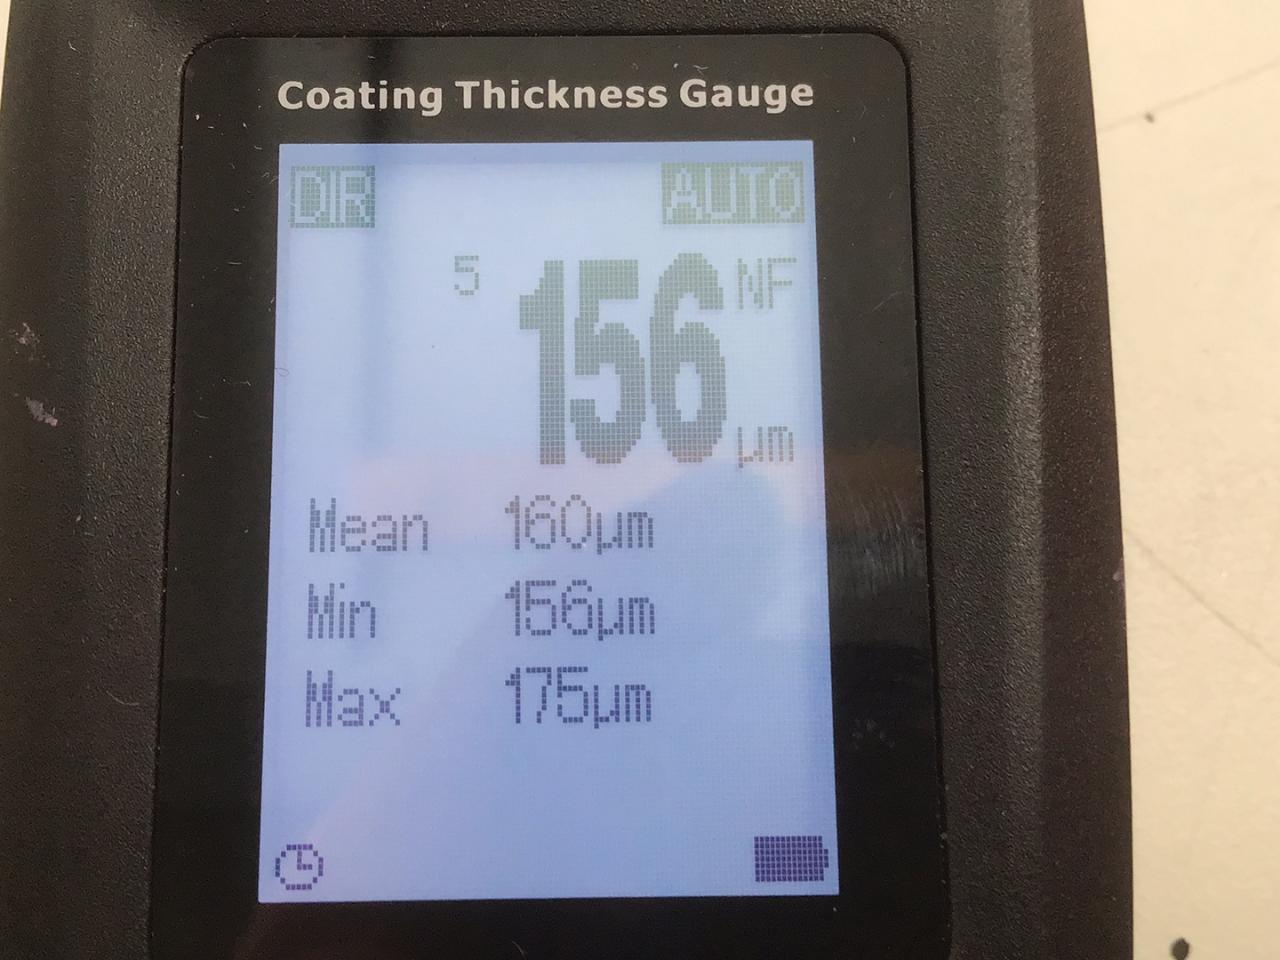 Coating Thickness Gauge
DIR AUTO
5 156 NF
µm
Mean 160µm
Min 156µm
Max 175µm